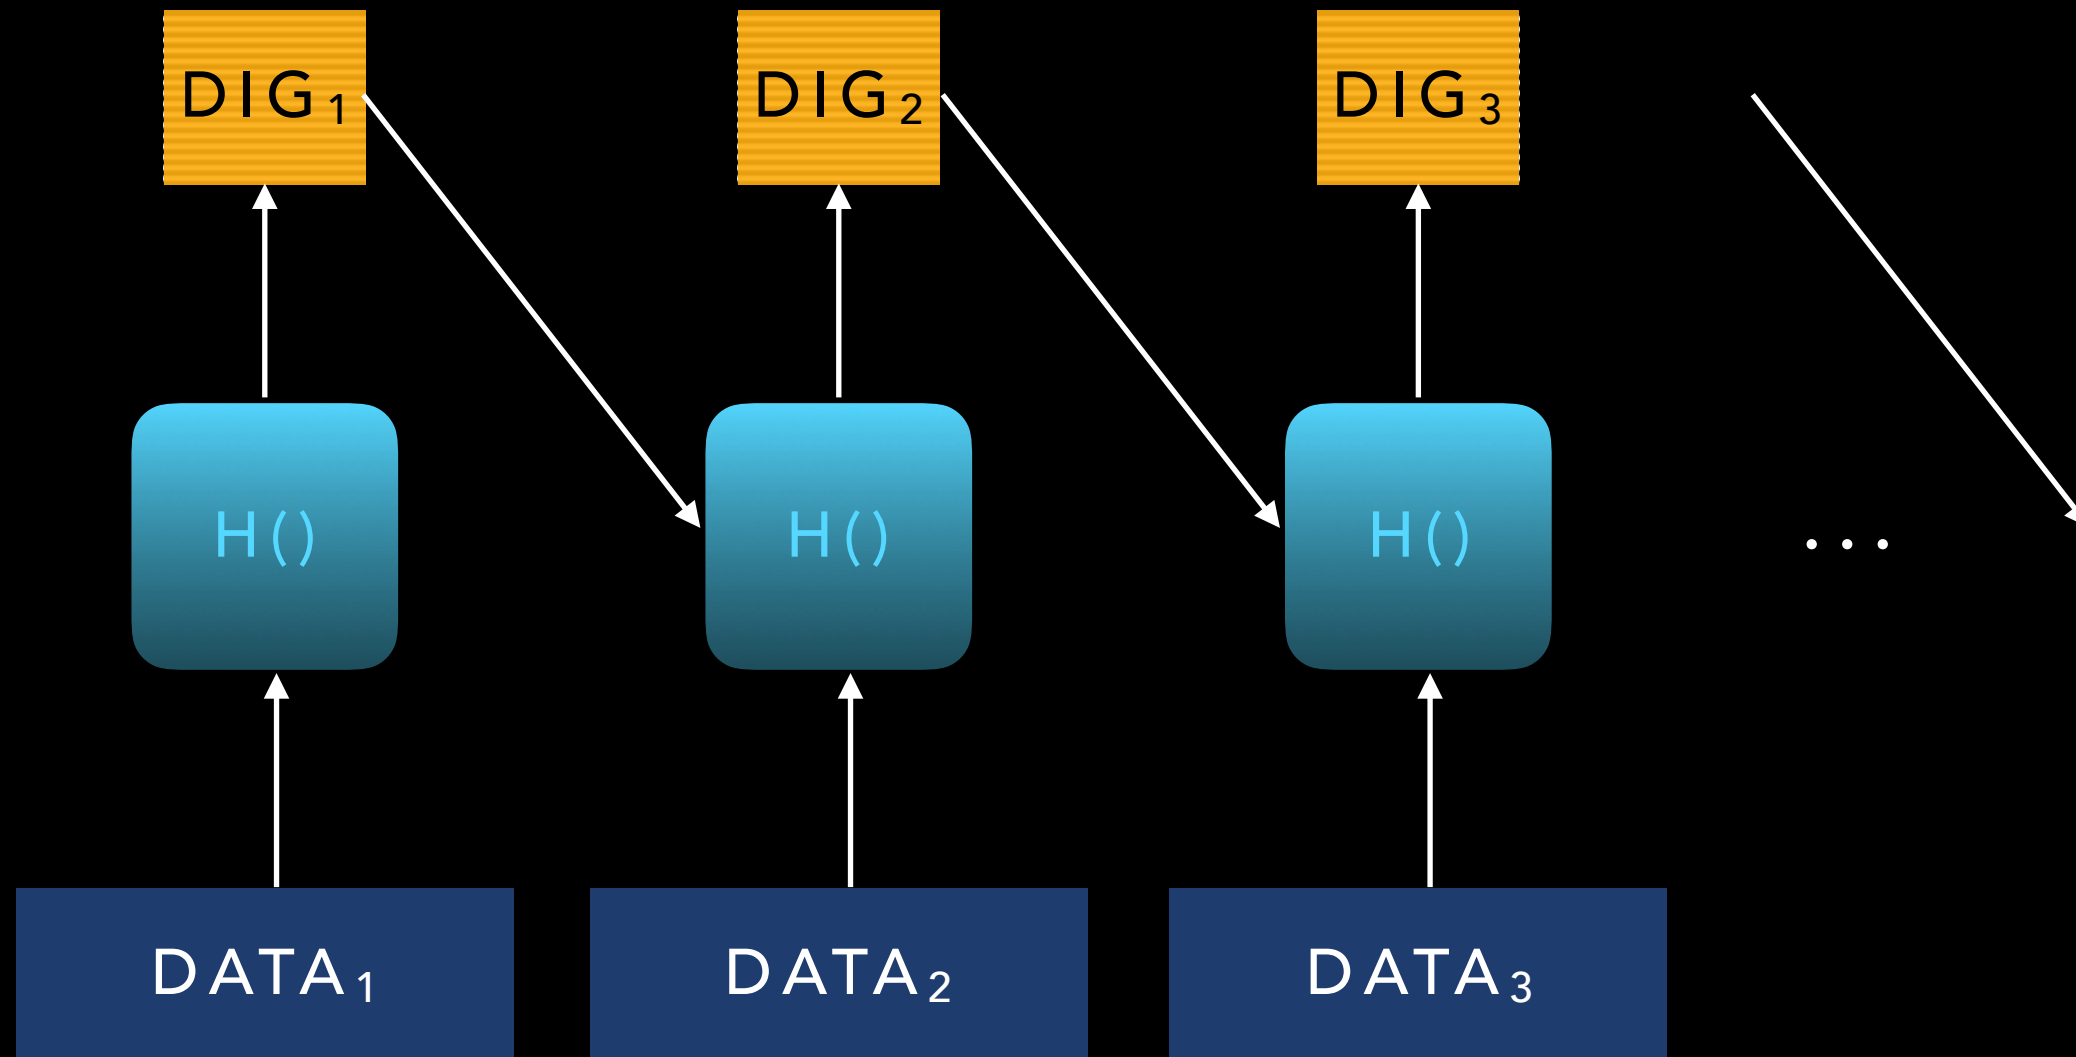 DIG₁ DIG₂ DIG₃
H() H() H() ...
DATA₁ DATA₂ DATA₃